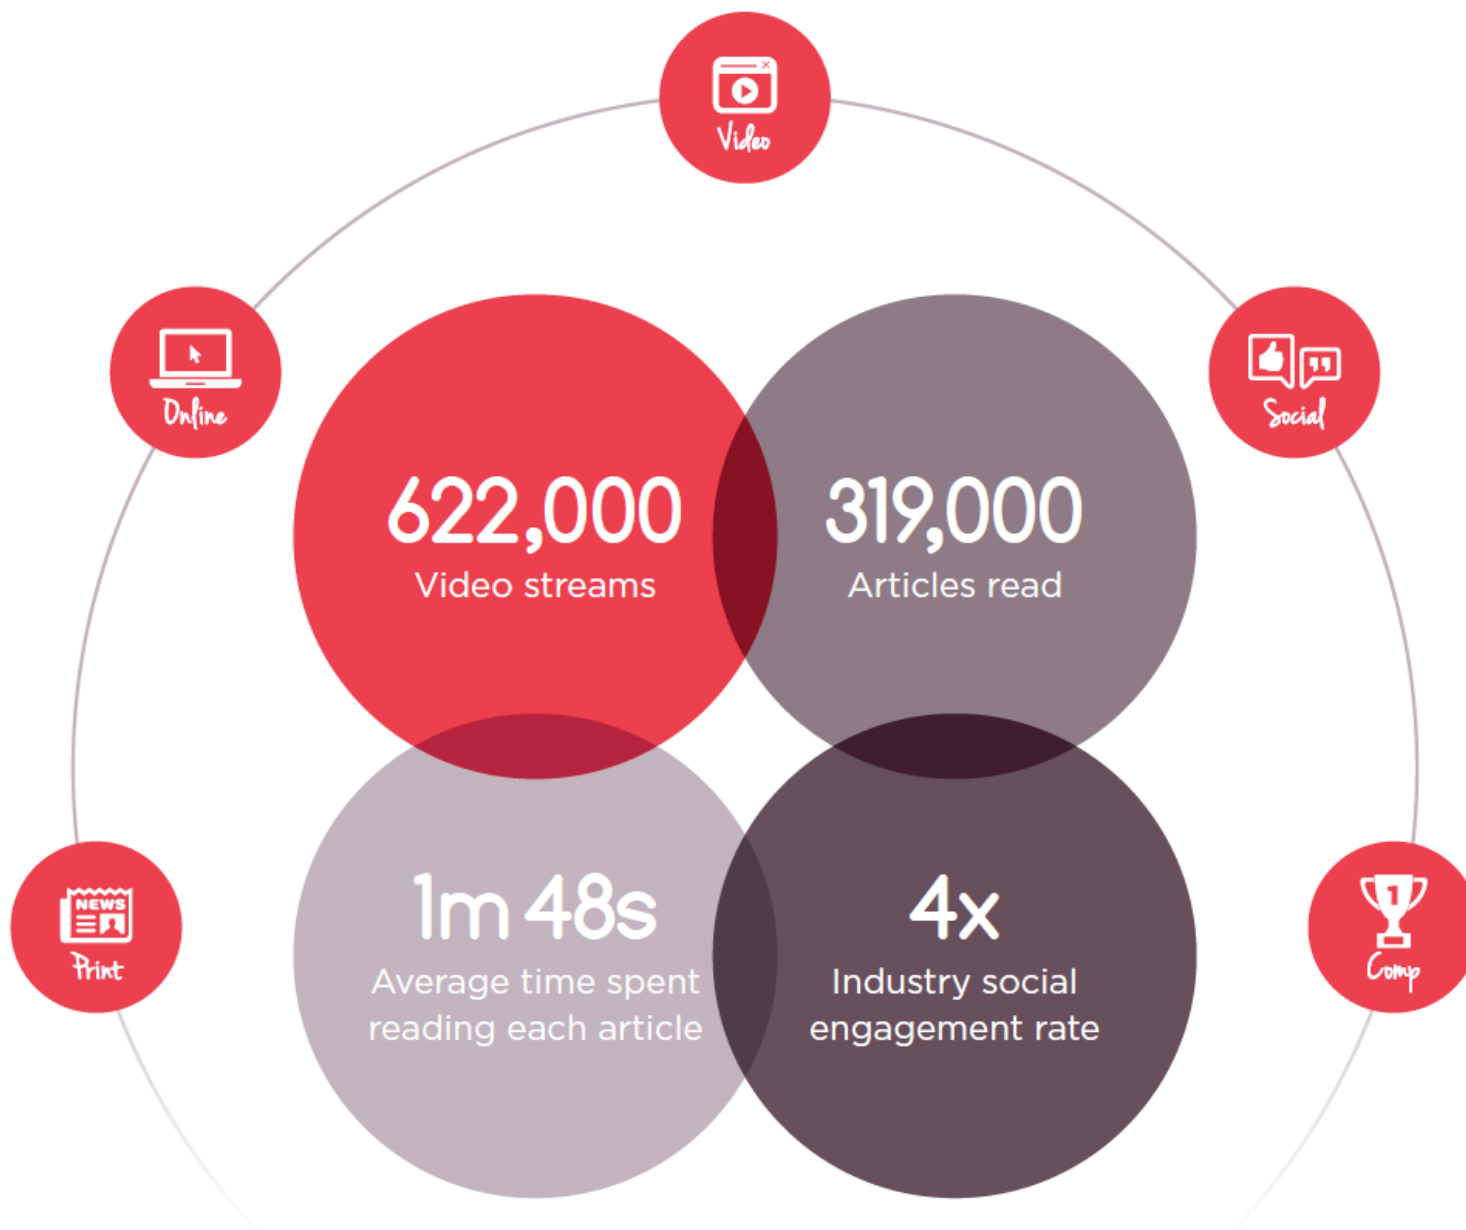 Video
Online
Social
622,000
Video streams
319,000
Articles read
1m 48s
Average time spent
reading each article
4x
Industry social
engagement rate
NEWS
Print
1
Comp